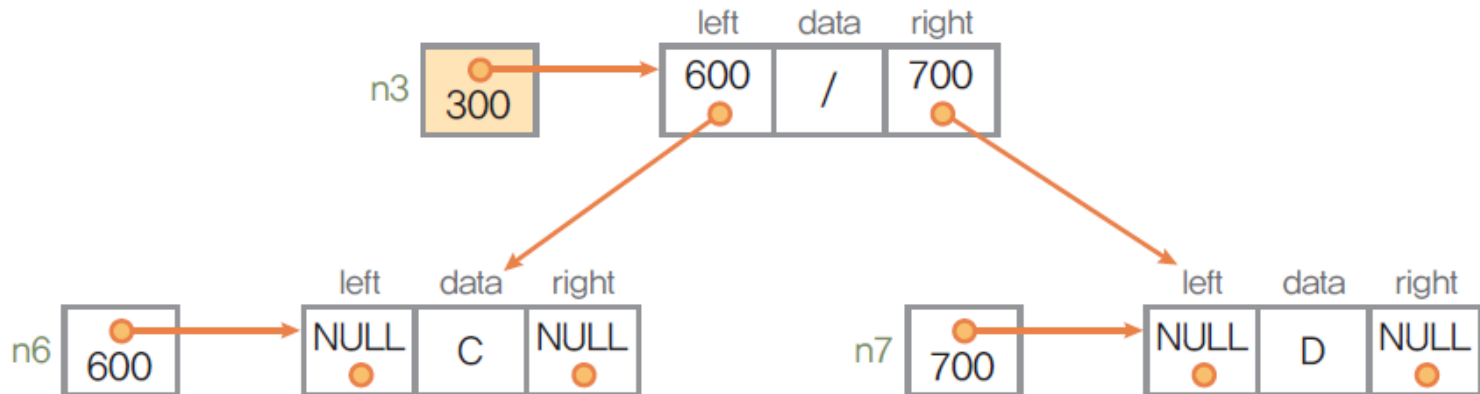 left data right
n3 300 600 / 700
left data right left data right
n6 600 NULL C NULL n7 700 NULL D NULL